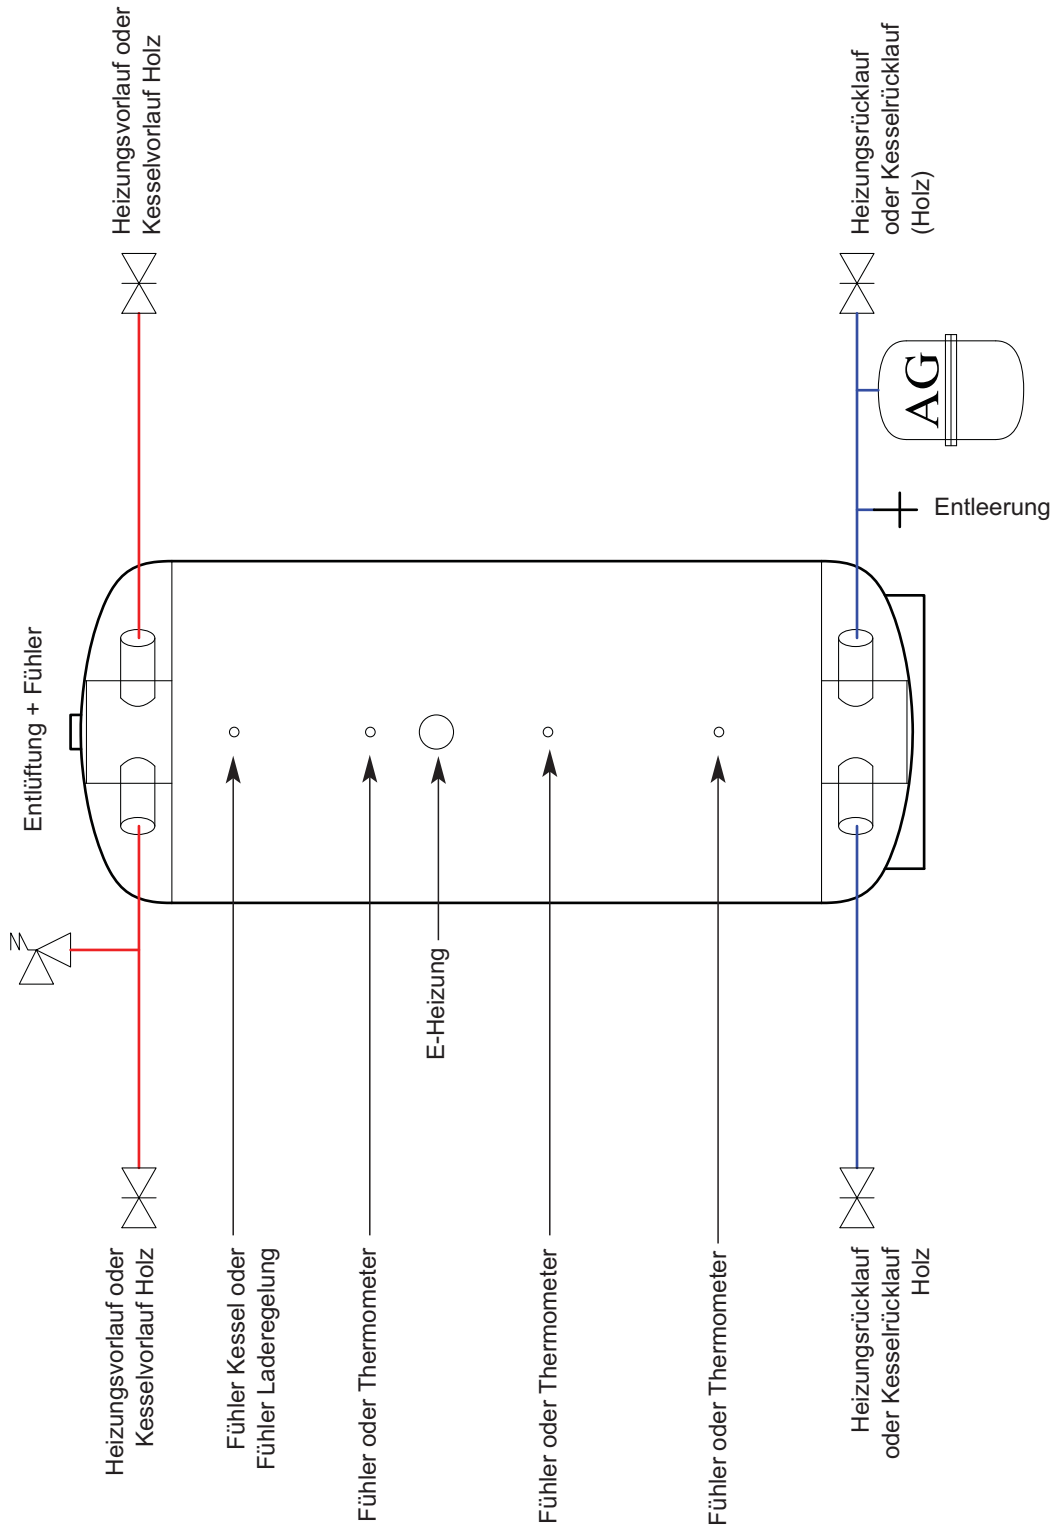 Entlüftung + Fühler
Heizungsvorlauf oder
Kesselvorlauf Holz
Heizungsvorlauf oder
Kesselvorlauf Holz
Fühler Kessel oder
Fühler Laderegelung
Fühler oder Thermometer
E-Heizung
Fühler oder Thermometer
Fühler oder Thermometer
Heizungsrücklauf
oder Kesselrücklauf
Holz
Heizungsrücklauf
oder Kesselrücklauf
(Holz)
AG
Entleerung